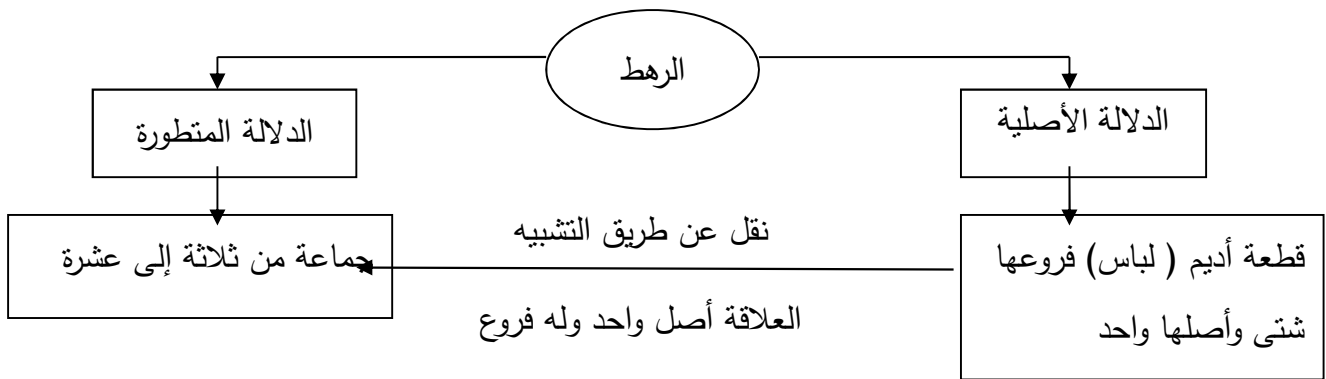 الرهط
الدلالة الأصلية
الدلالة المتطورة
قطعة أديم ( لباس) فروعها
شتى وأصلها واحد
نقل عن طريق التشبيه
العلاقة أصل واحد وله فروع
جماعة من ثلاثة إلى عشرة